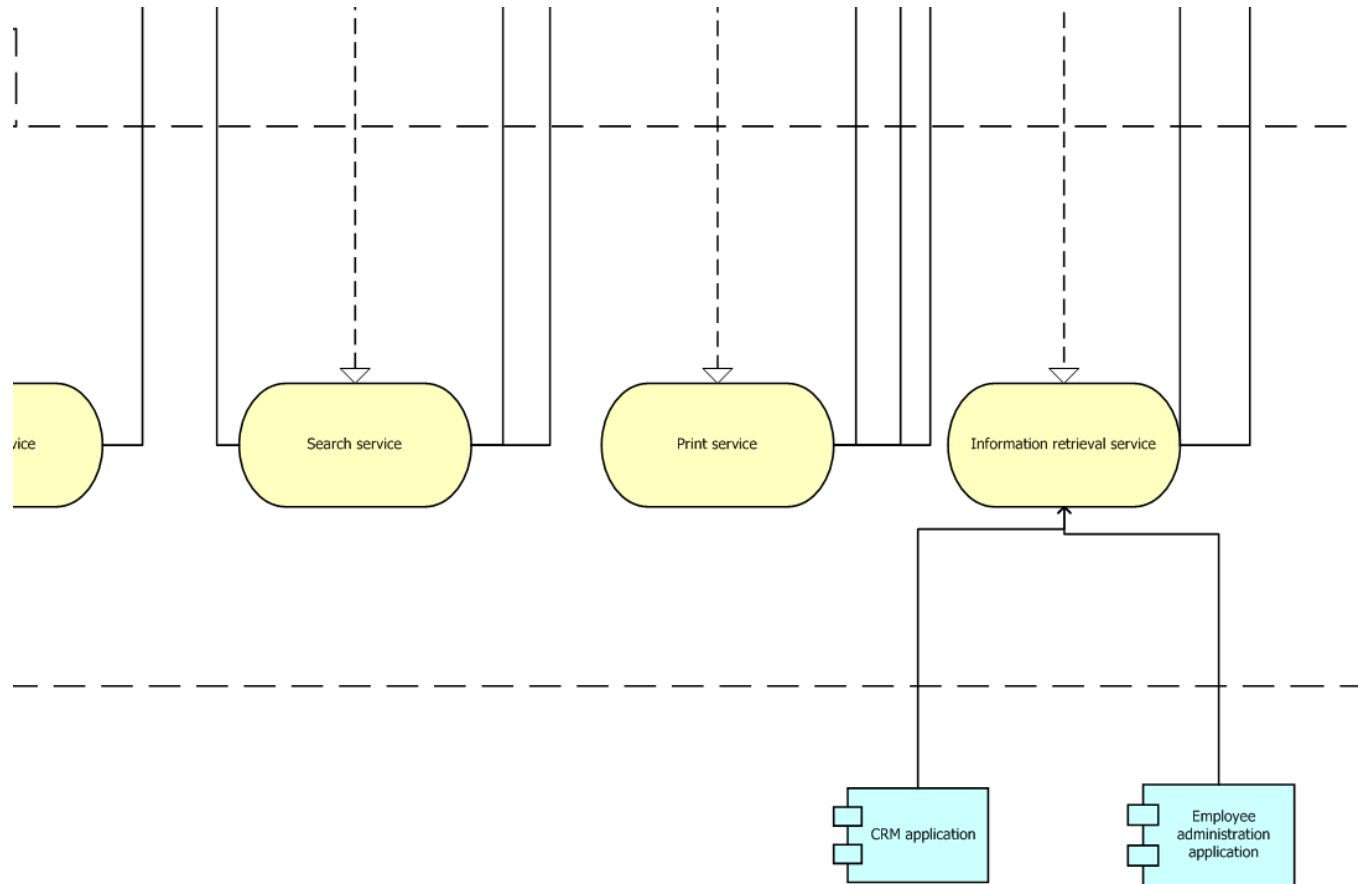 vice
Search service
Print service
Information retrieval service
CRM application
Employee
administration
application